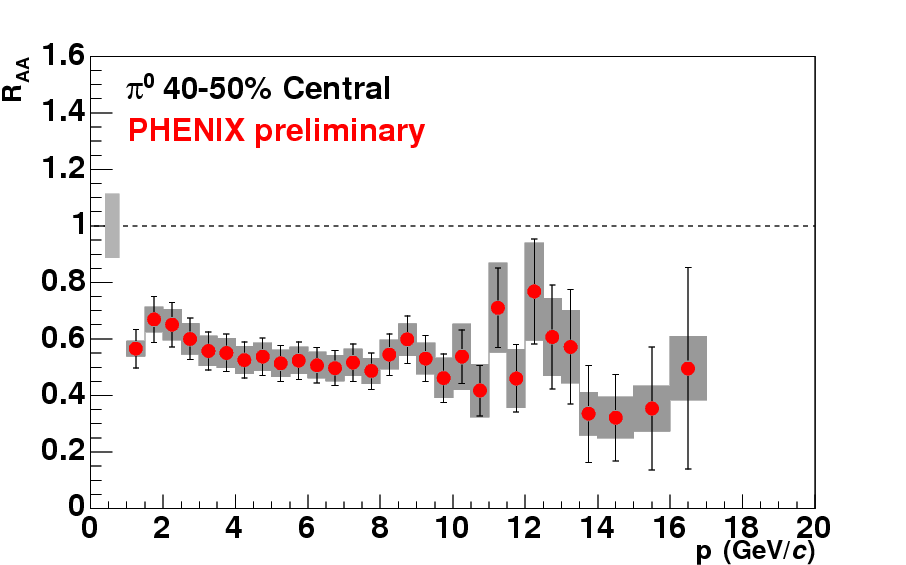 R_AA
1.6
1.4
1.2
1
0.8
0.6
0.4
0.2
0
π⁰ 40-50% Central
PHENIX preliminary
0 2 4 6 8 10 12 14 16 18 20
p (GeV/c)